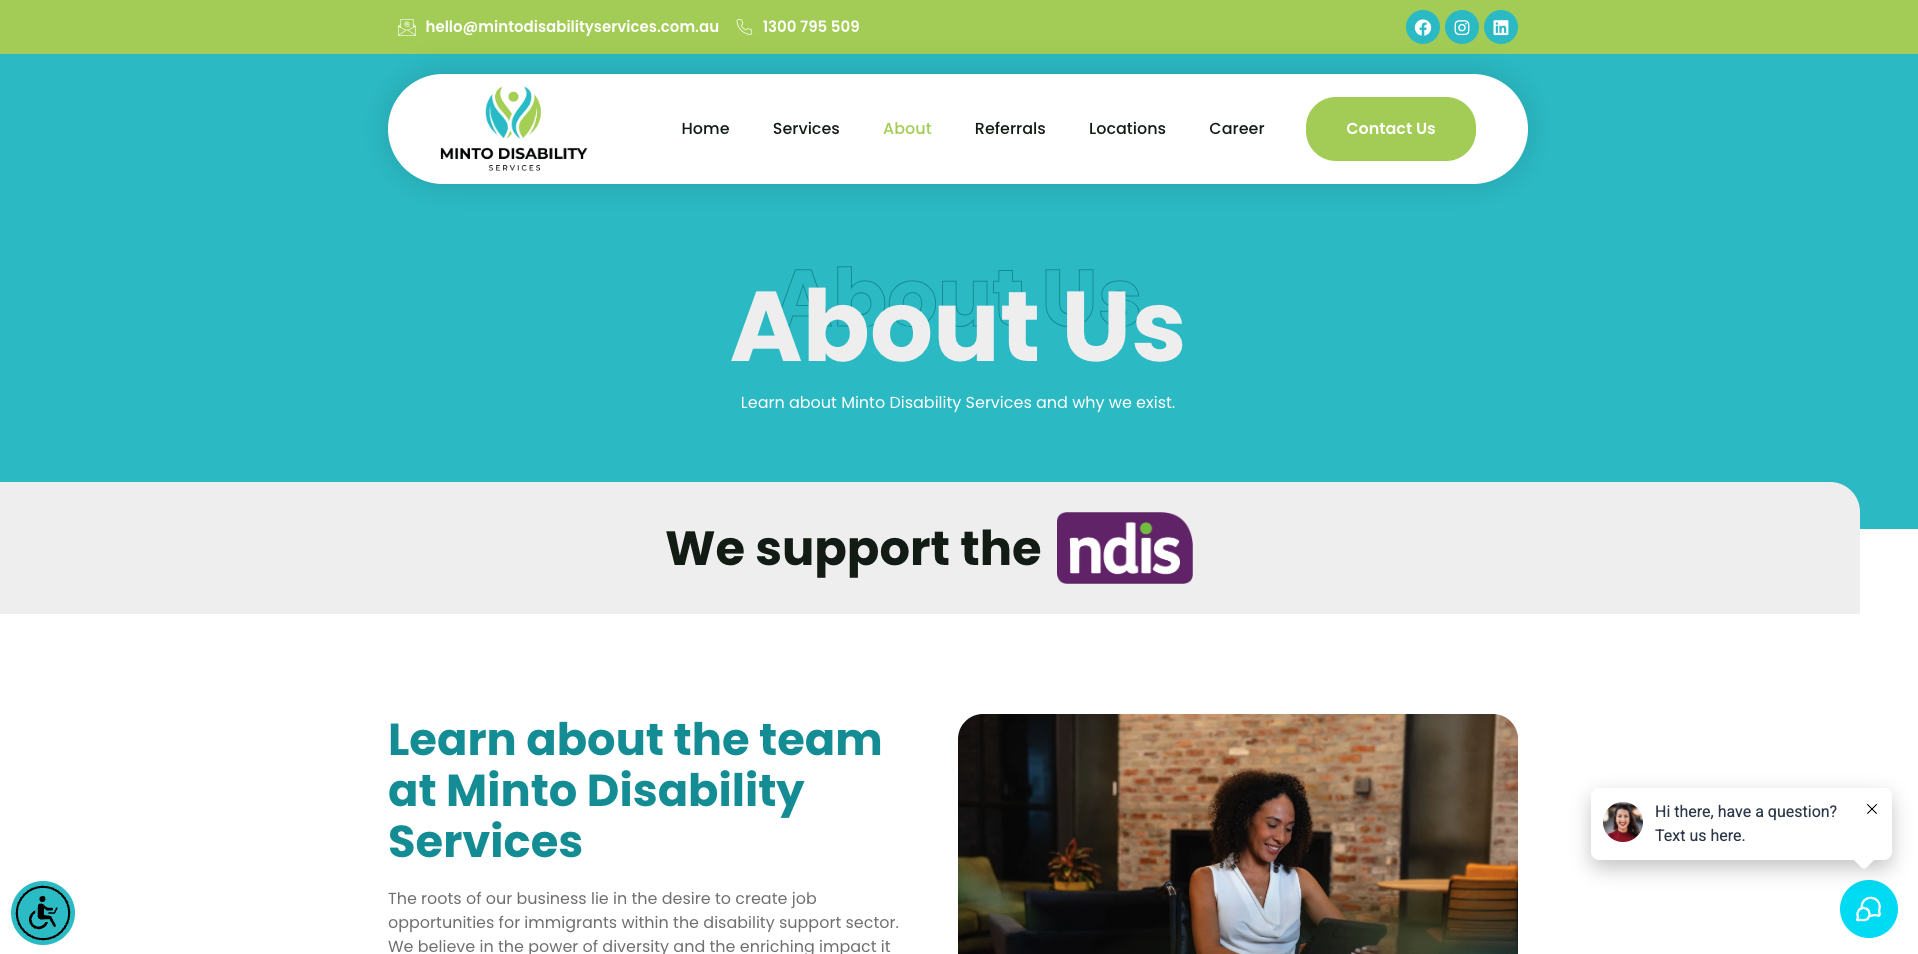 hello@mintodisabilityservices.com.au 1300 795 509
MINTO DISABILITY
SERVICES
Home Services About Referrals Locations Career Contact Us
About Us
About Us
Learn about Minto Disability Services and why we exist.
We support the ndis
Learn about the team
at Minto Disability
Services
The roots of our business lie in the desire to create job
opportunities for immigrants within the disability support sector.
We believe in the power of diversity and the enriching impact it
Hi there, have a question?
Text us here.